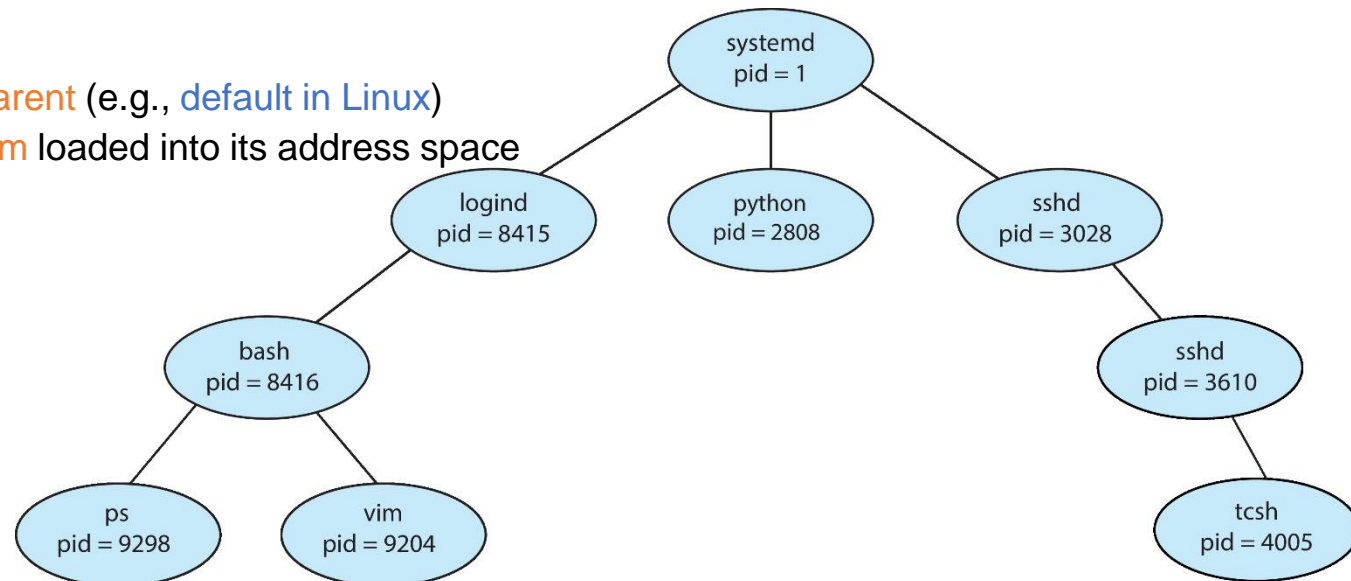 systemd
pid = 1
arent (e.g., default in Linux)
m loaded into its address space
logind
pid = 8415
python
pid = 2808
sshd
pid = 3028
bash
pid = 8416
sshd
pid = 3610
ps
pid = 9298
vim
pid = 9204
tcsh
pid = 4005